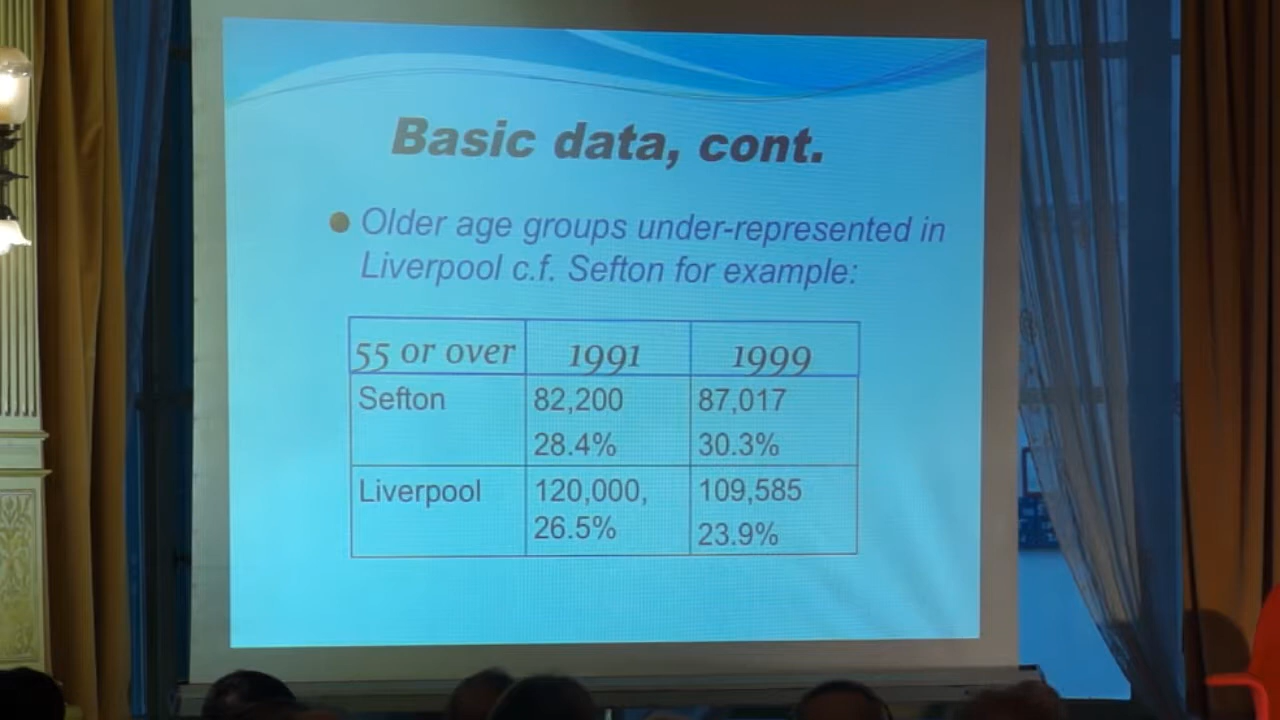 Basic data, cont.
Older age groups under-represented in
Liverpool c.f. Sefton for example:
55 or over 1991 1999
Sefton 82,200 87,017
28.4% 30.3%
Liverpool 120,000, 109,585
26.5% 23.9%